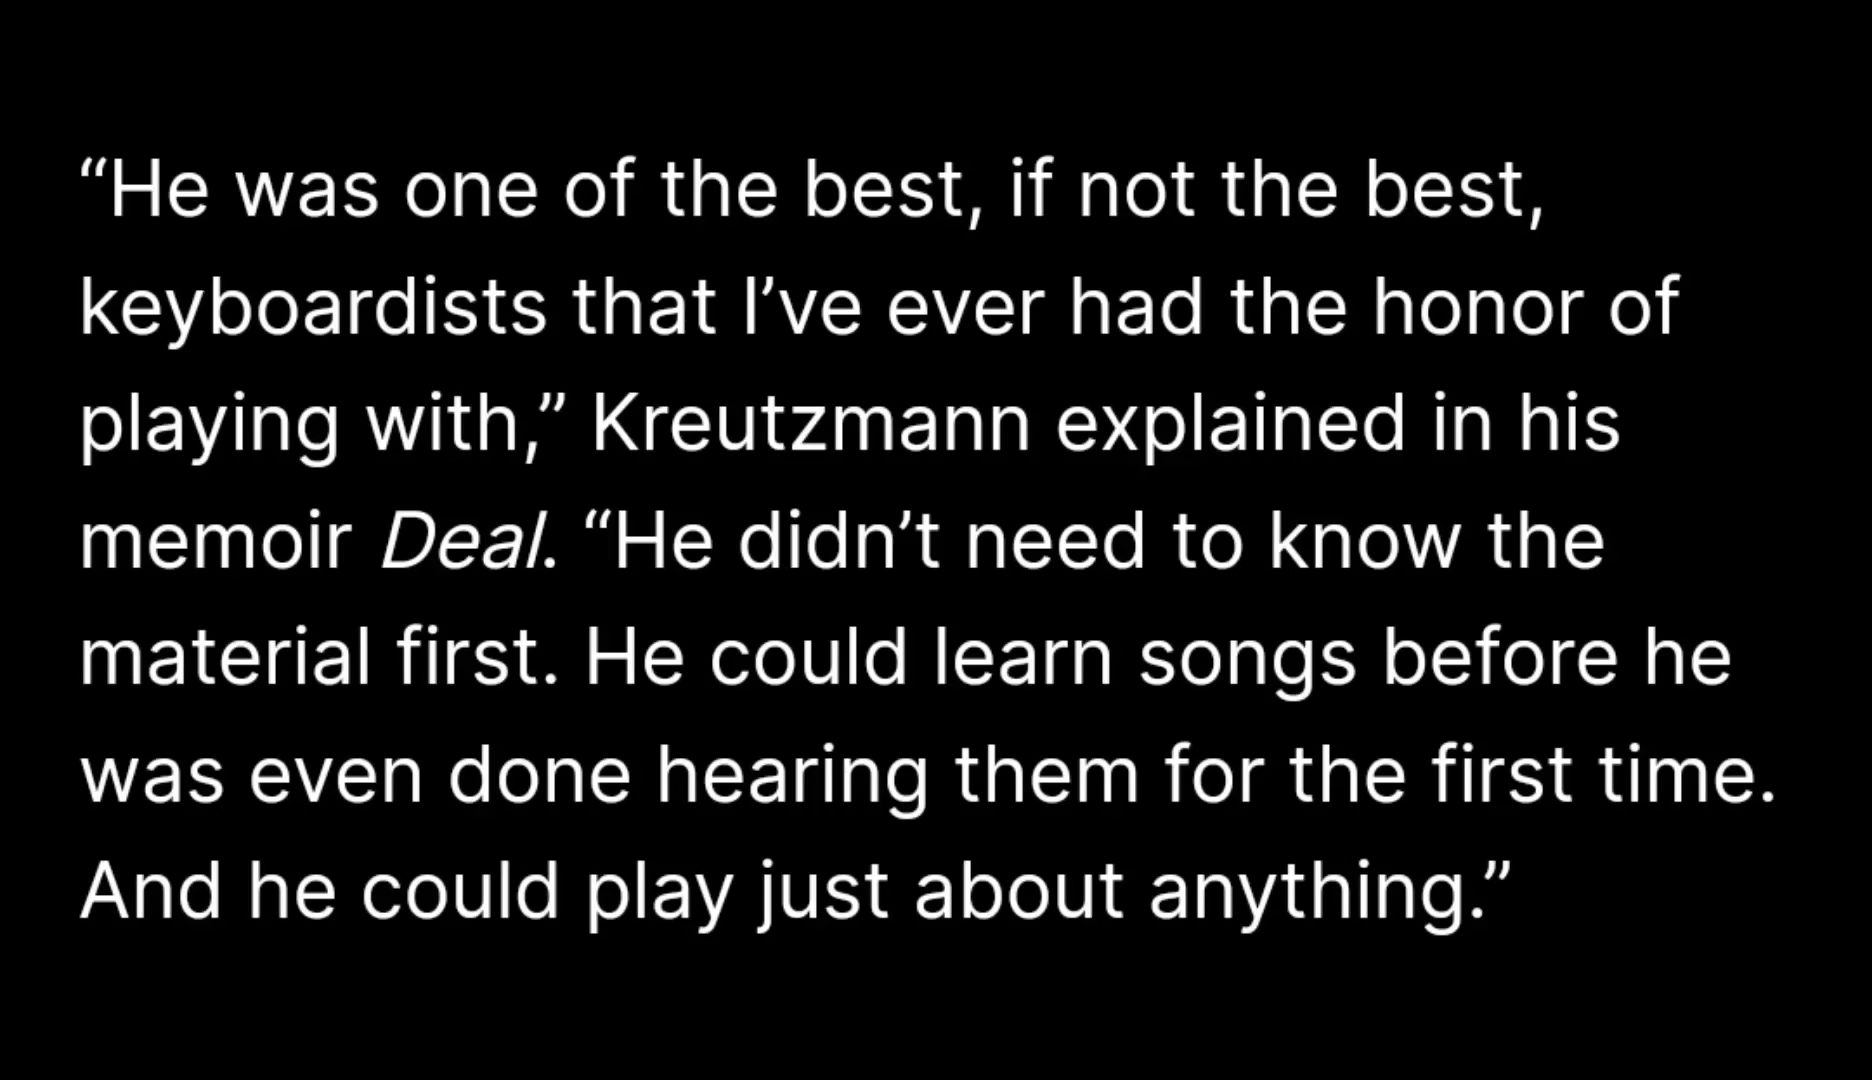 “He was one of the best, if not the best,
keyboardists that I’ve ever had the honor of
playing with,” Kreutzmann explained in his
memoir Deal. “He didn’t need to know the
material first. He could learn songs before he
was even done hearing them for the first time.
And he could play just about anything.”